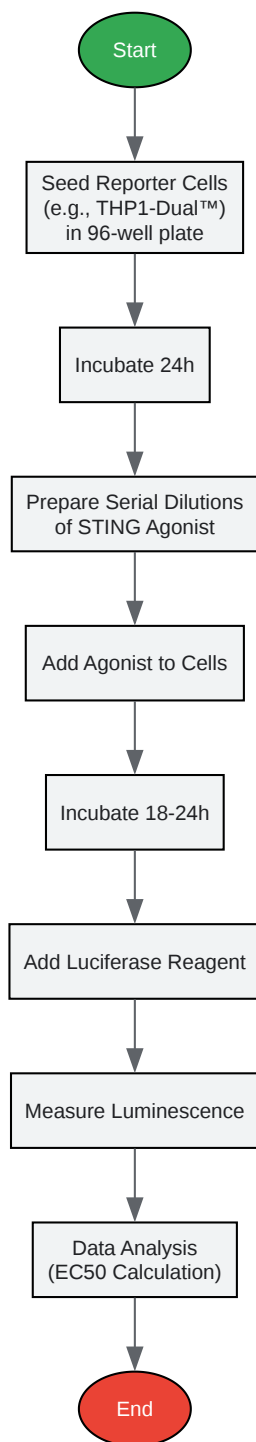 Start
Seed Reporter Cells
(e.g., THP1-Dual™)
in 96-well plate
Incubate 24h
Prepare Serial Dilutions
of STING Agonist
Add Agonist to Cells
Incubate 18-24h
Add Luciferase Reagent
Measure Luminescence
Data Analysis
(EC50 Calculation)
End